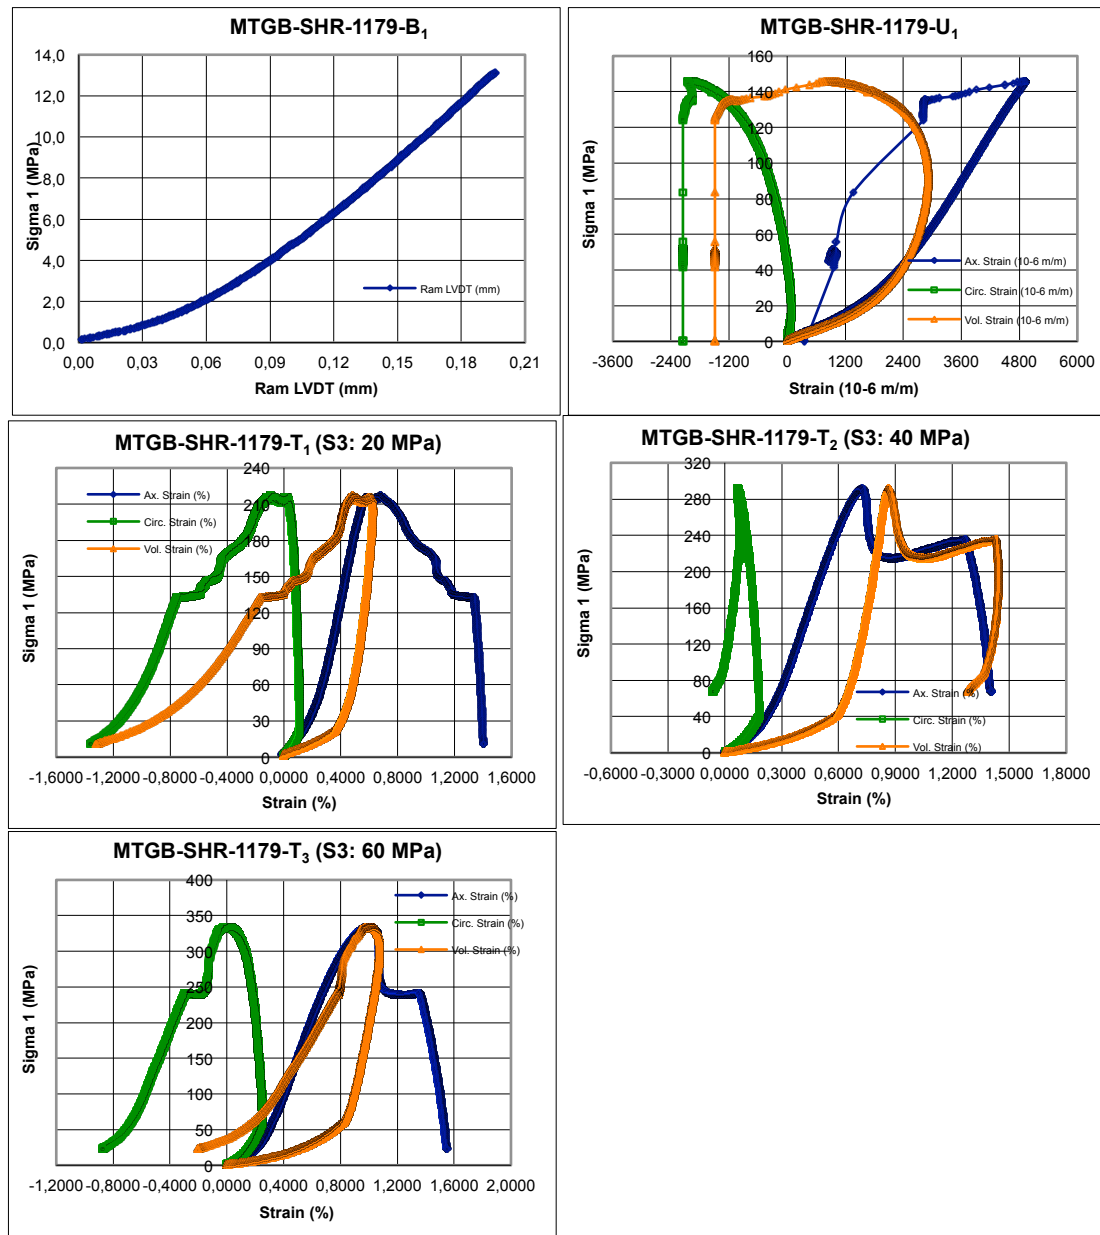 MTGB-SHR-1179-B1
14,0
12,0
10,0
8,0
6,0
4,0
2,0
0,0
Sigma 1 (MPa)
Ram LVDT (mm)
0,00 0,03 0,06 0,09 0,12 0,15 0,18 0,21
Ram LVDT (mm)
MTGB-SHR-1179-U1
160
140
120
100
80
60
40
20
0
Sigma 1 (MPa)
Ax. Strain (10-6 m/m)
Circ. Strain (10-6 m/m)
Vol. Strain (10-6 m/m)
-3600 -2400 -1200 0 1200 2400 3600 4800 6000
Strain (10-6 m/m)
MTGB-SHR-1179-T1 (S3: 20 MPa)
240
210
180
150
120
90
60
30
0
Sigma 1 (MPa)
Ax. Strain (%)
Circ. Strain (%)
Vol. Strain (%)
-1,6000 -1,2000 -0,8000 -0,4000 0,0000 0,4000 0,8000 1,2000 1,6000
Strain (%)
MTGB-SHR-1179-T2 (S3: 40 MPa)
320
280
240
200
160
120
80
40
0
Sigma 1 (MPa)
Ax. Strain (%)
Circ. Strain (%)
Vol. Strain (%)
-0,6000 -0,3000 0,0000 0,3000 0,6000 0,9000 1,2000 1,5000 1,8000
Strain (%)
MTGB-SHR-1179-T3 (S3: 60 MPa)
400
350
300
250
200
150
100
50
0
Sigma 1 (MPa)
Ax. Strain (%)
Circ. Strain (%)
Vol. Strain (%)
-1,2000 -0,8000 -0,4000 0,0000 0,4000 0,8000 1,2000 1,6000 2,0000
Strain (%)